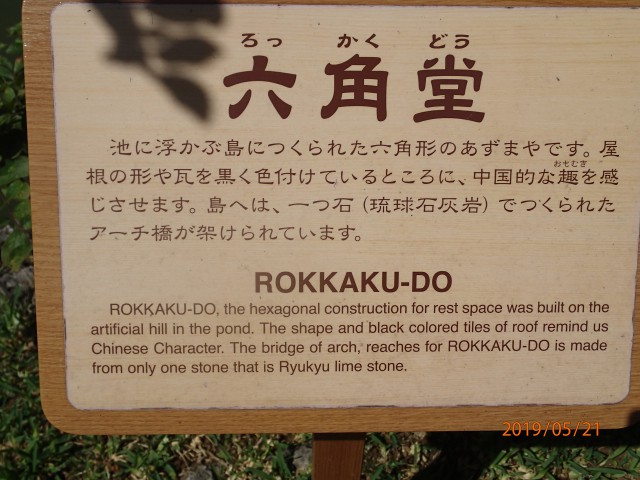 ろっ かく どう
六角堂
池に浮かぶ島につくられた六角形のあずまやです。屋
おもむき
根の形や瓦を黒く色付けているところに、中国的な趣を感
じさせます。島へは、一つ石（琉球石灰岩）でつくられた
アーチ橋が架けられています。
ROKKAKU-DO
ROKKAKU-DO, the hexagonal construction for rest space was built on the
artificial hill in the pond. The shape and black colored tiles of roof remind us
Chinese Character. The bridge of arch, reaches for ROKKAKU-DO is made
from only one stone that is Ryukyu lime stone.
2019/05/21